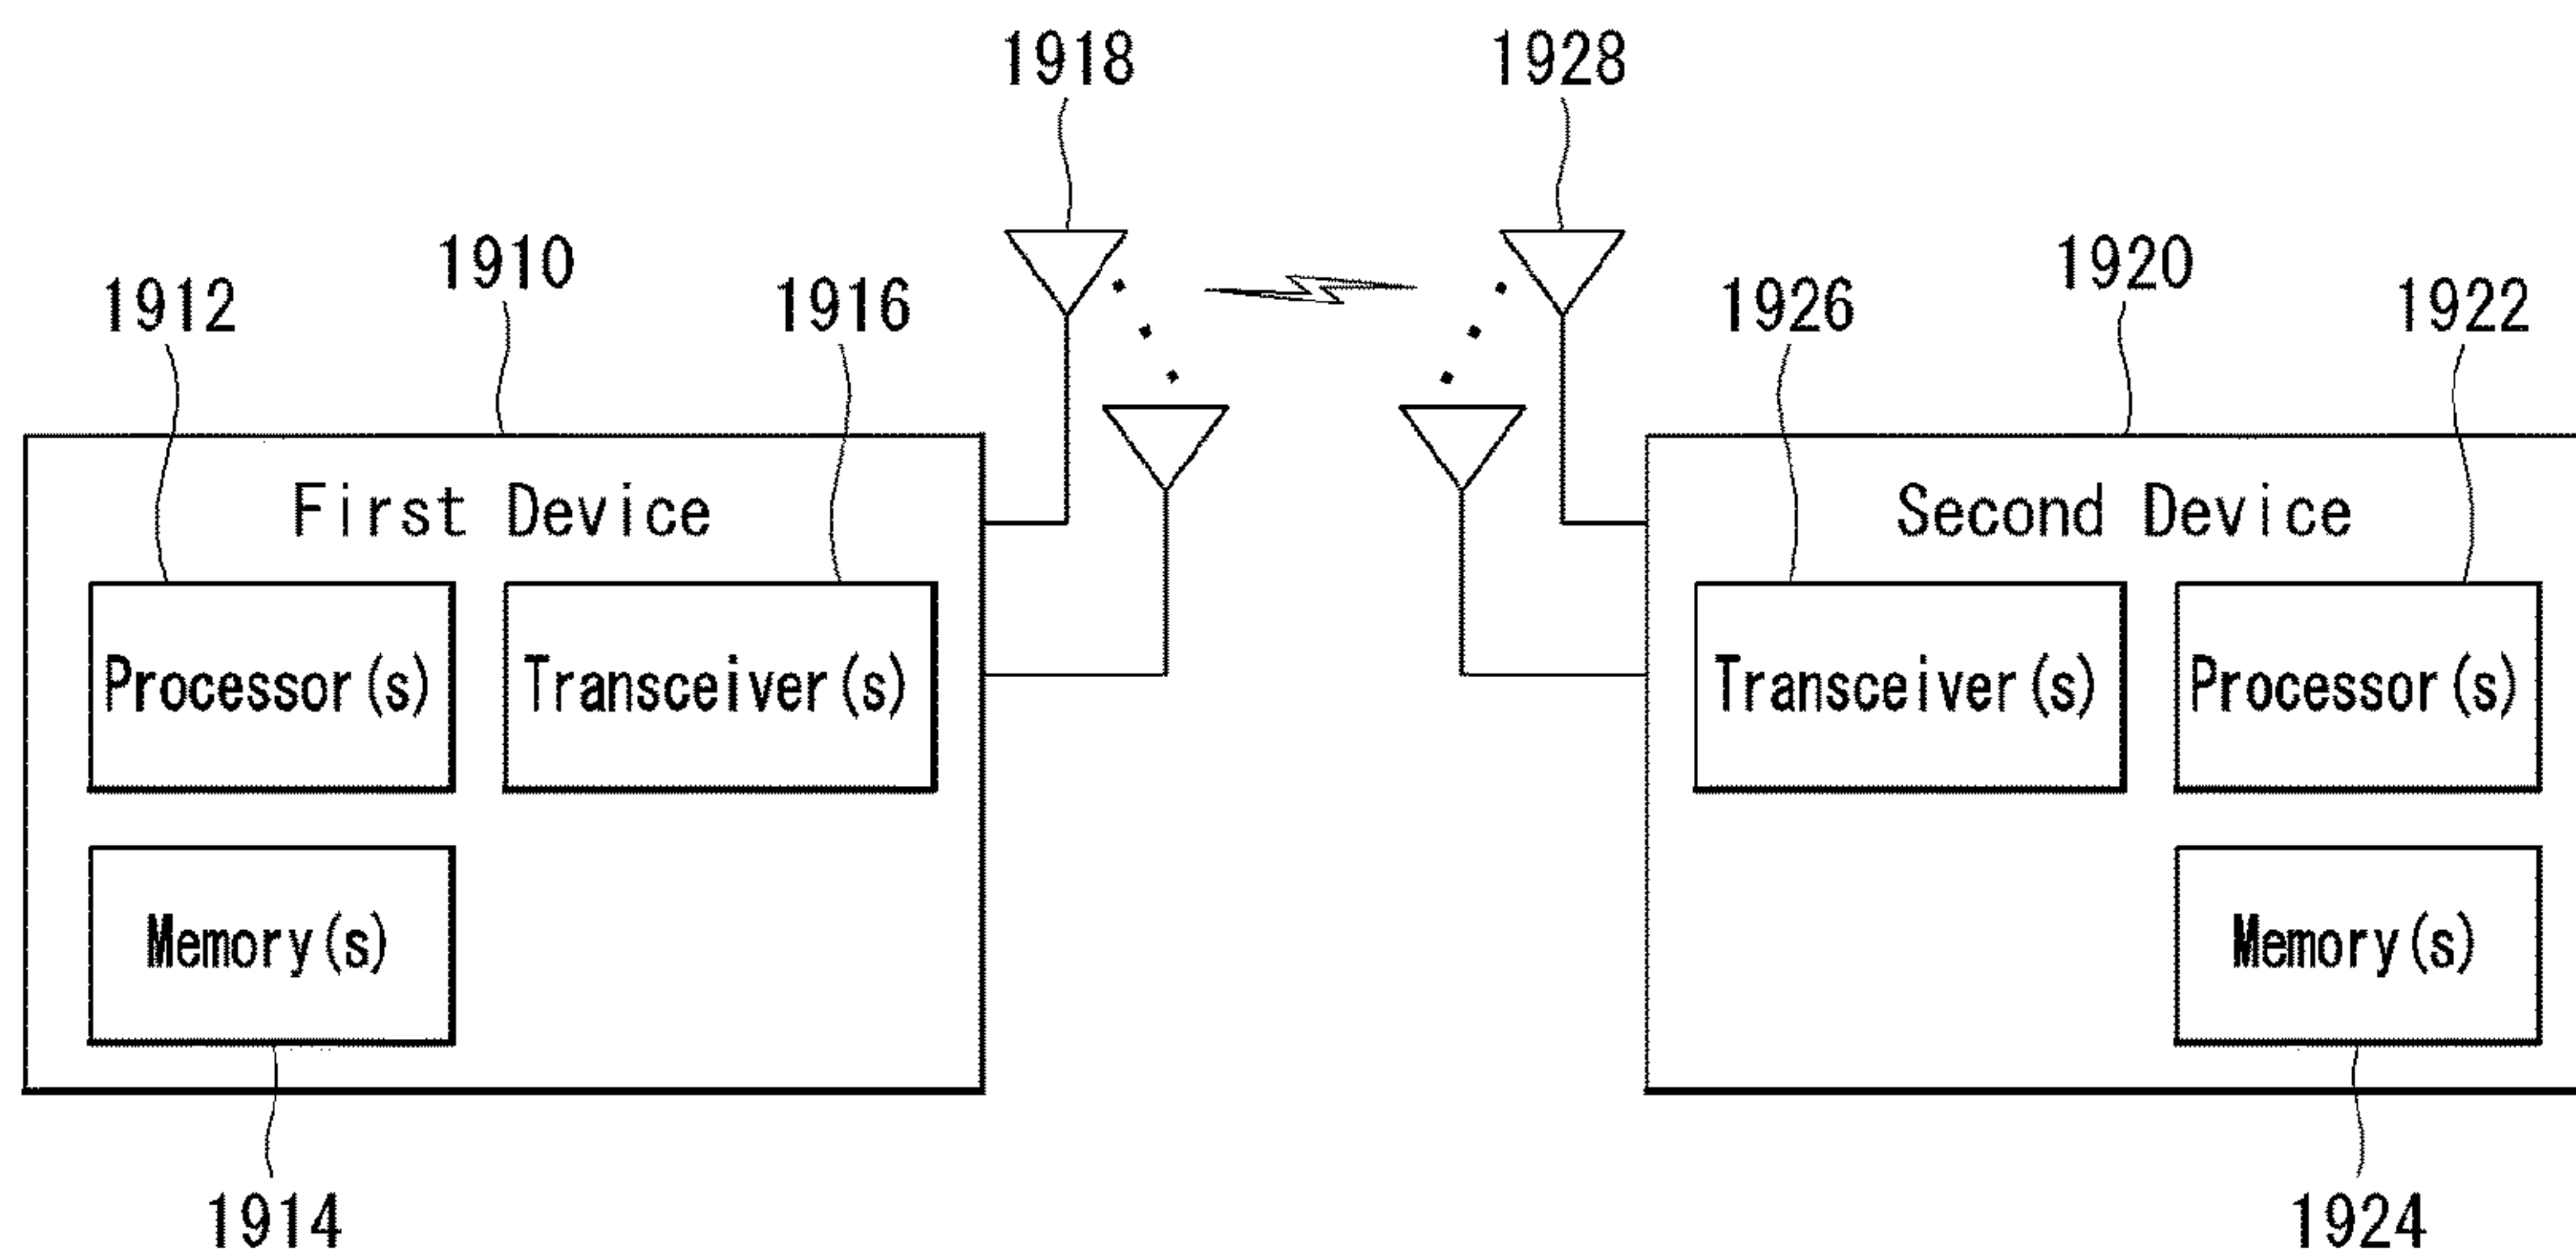 1918
1928
1910
1920
1912
1916
1926
1922
First Device
Second Device
Processor(s)
Transceiver(s)
Transceiver(s)
Processor(s)
Memory(s)
Memory(s)
1914
1924